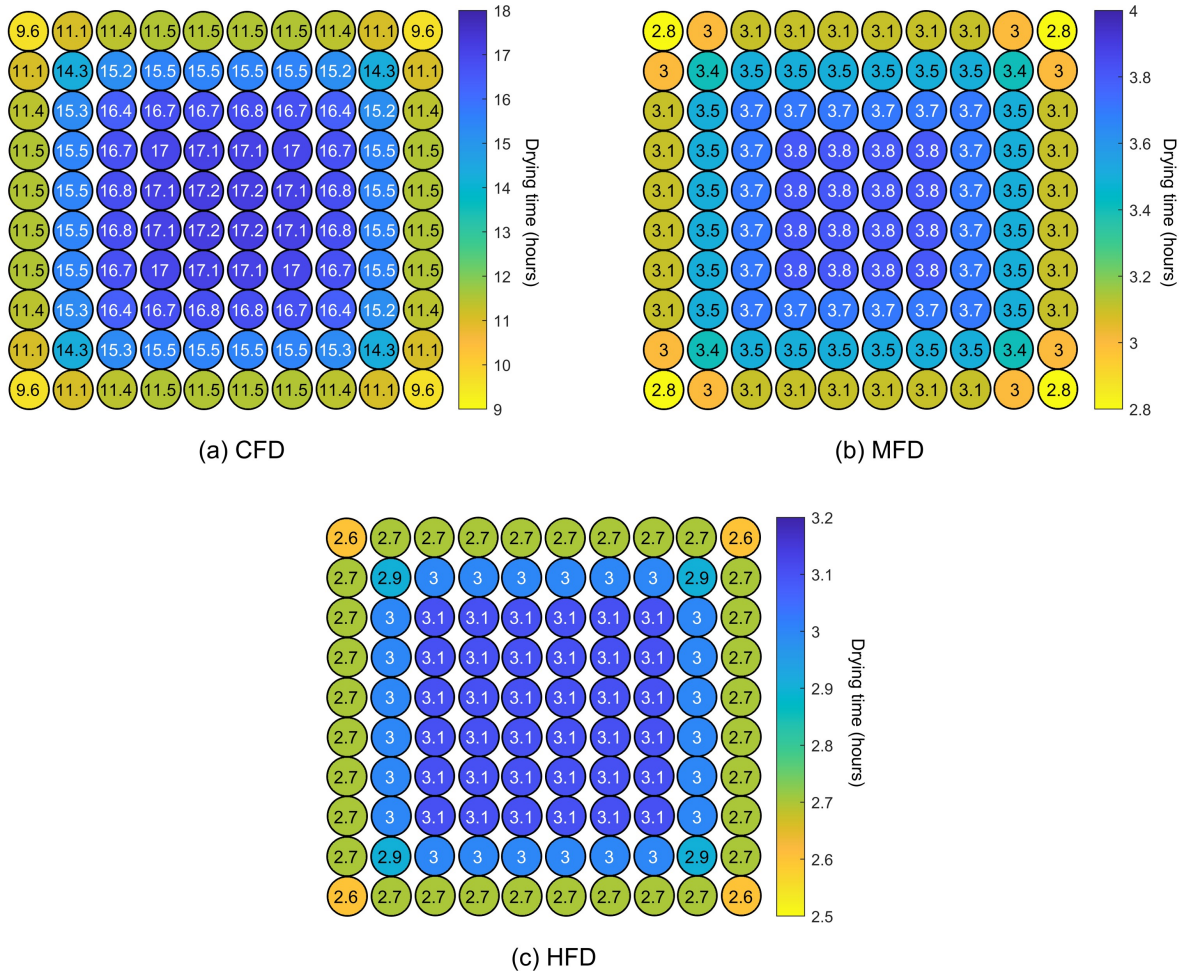 9.6 11.1 11.4 11.5 11.5 11.5 11.5 11.4 11.1 9.6
11.1 14.3 15.2 15.5 15.5 15.5 15.5 15.2 14.3 11.1
11.4 15.3 16.4 16.7 16.7 16.8 16.7 16.4 15.2 11.4
11.5 15.5 16.7 17 17.1 17.1 17 16.7 15.5 11.5
11.5 15.5 16.8 17.1 17.2 17.2 17.1 16.8 15.5 11.5
11.5 15.5 16.8 17.1 17.2 17.2 17.1 16.8 15.5 11.5
11.5 15.5 16.7 17 17.1 17.1 17 16.7 15.5 11.5
11.4 15.3 16.4 16.7 16.8 16.8 16.7 16.4 15.2 11.4
11.1 14.3 15.3 15.5 15.5 15.5 15.5 15.3 14.3 11.1
9.6 11.1 11.4 11.5 11.5 11.5 11.5 11.4 11.1 9.6
18
17
16
15
14
13
12
11
10
9
Drying time (hours)
(a) CFD
2.8 3 3.1 3.1 3.1 3.1 3.1 3.1 3 2.8
3 3.4 3.5 3.5 3.5 3.5 3.5 3.5 3.4 3
3.1 3.5 3.7 3.7 3.7 3.7 3.7 3.7 3.5 3.1
3.1 3.5 3.7 3.8 3.8 3.8 3.8 3.7 3.5 3.1
3.1 3.5 3.7 3.8 3.8 3.8 3.8 3.7 3.5 3.1
3.1 3.5 3.7 3.8 3.8 3.8 3.8 3.7 3.5 3.1
3.1 3.5 3.7 3.8 3.8 3.8 3.8 3.7 3.5 3.1
3.1 3.5 3.7 3.7 3.7 3.7 3.7 3.7 3.5 3.1
3 3.4 3.5 3.5 3.5 3.5 3.5 3.5 3.4 3
2.8 3 3.1 3.1 3.1 3.1 3.1 3.1 3 2.8
4
3.8
3.6
3.4
3.2
3
2.8
Drying time (hours)
(b) MFD
2.6 2.7 2.7 2.7 2.7 2.7 2.7 2.7 2.7 2.6
2.7 2.9 3 3 3 3 3 3 2.9 2.7
2.7 3 3.1 3.1 3.1 3.1 3.1 3.1 3 2.7
2.7 3 3.1 3.1 3.1 3.1 3.1 3.1 3 2.7
2.7 3 3.1 3.1 3.1 3.1 3.1 3.1 3 2.7
2.7 3 3.1 3.1 3.1 3.1 3.1 3.1 3 2.7
2.7 3 3.1 3.1 3.1 3.1 3.1 3.1 3 2.7
2.7 3 3.1 3.1 3.1 3.1 3.1 3.1 3 2.7
2.7 2.9 3 3 3 3 3 3 2.9 2.7
2.6 2.7 2.7 2.7 2.7 2.7 2.7 2.7 2.7 2.6
3.2
3.1
3
2.9
2.8
2.7
2.6
2.5
Drying time (hours)
(c) HFD